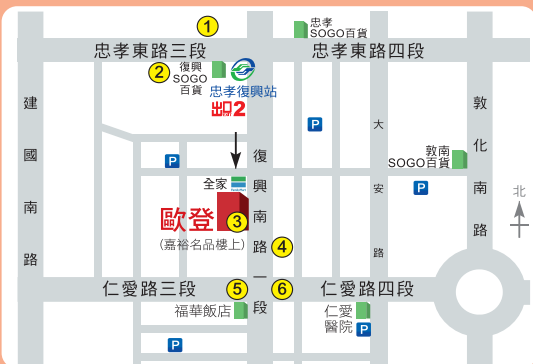 1
忠孝
SOGO百貨
忠孝東路三段
忠孝東路四段
2
復興
SOGO
百貨
忠孝復興站
出口2
建國南路
P
大安路
敦化南路
敦南
SOGO百貨
P
P
復興南路一段
全家
FamilyMart
歐登
3
(嘉裕名品樓上)
4
北
仁愛路三段
5
6
仁愛路四段
福華飯店
仁愛
醫院
P
P